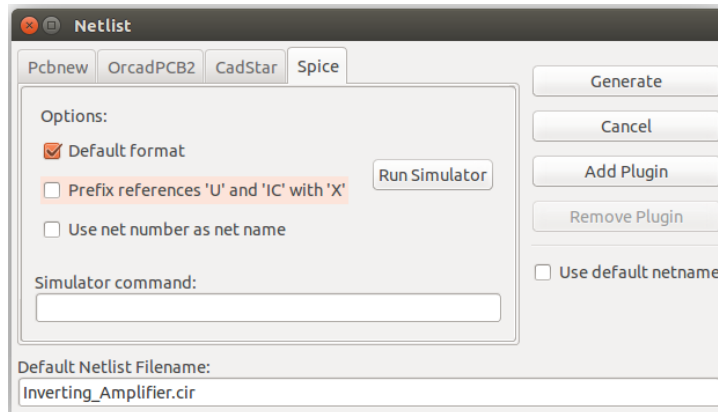 Netlist
Pcbnew OrcadPCB2 CadStar Spice
Generate
Options:
Cancel
Default format
Run Simulator
Add Plugin
Prefix references 'U' and 'IC' with 'X'
Remove Plugin
Use net number as net name
Use default netname
Simulator command:
Default Netlist Filename:
Inverting_Amplifier.cir